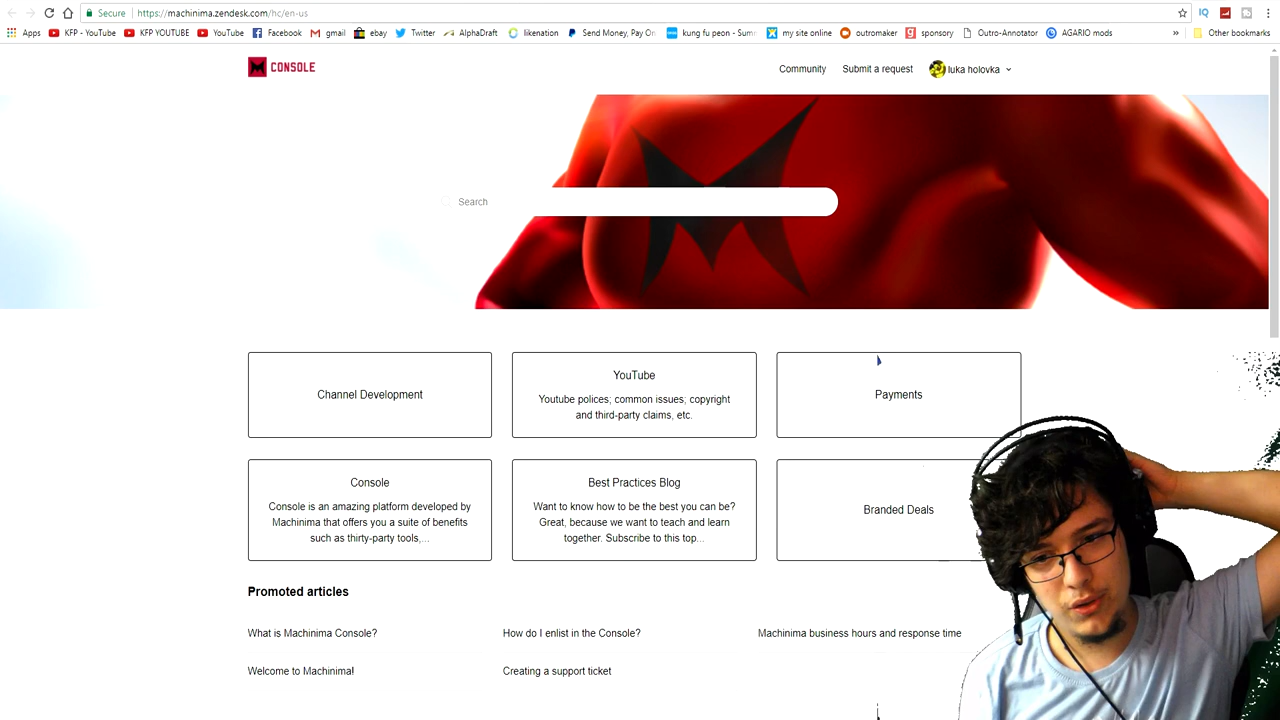 Secure https://machinima.zendesk.com/hc/en-us
Apps KFP - YouTube KFP YOUTUBE YouTube Facebook gmail ebay Twitter AlphaDraft likenation Send Money, Pay On kung fu peon - Sum my site online outromaker sponsory Outro-Annotator AGARIO mods » Other bookmarks
CONSOLE Community Submit a request luka holovka
Search
Channel Development
YouTube
Youtube polices; common issues; copyright
and third-party claims, etc.
Payments
Console
Console is an amazing platform developed by
Machinima that offers you a suite of benefits
such as thirty-party tools,...
Best Practices Blog
Want to know how to be the best you can be?
Great, because we want to teach and learn
together. Subscribe to this top...
Branded Deals
Promoted articles
What is Machinima Console? How do I enlist in the Console? Machinima business hours and response time
Welcome to Machinima! Creating a support ticket